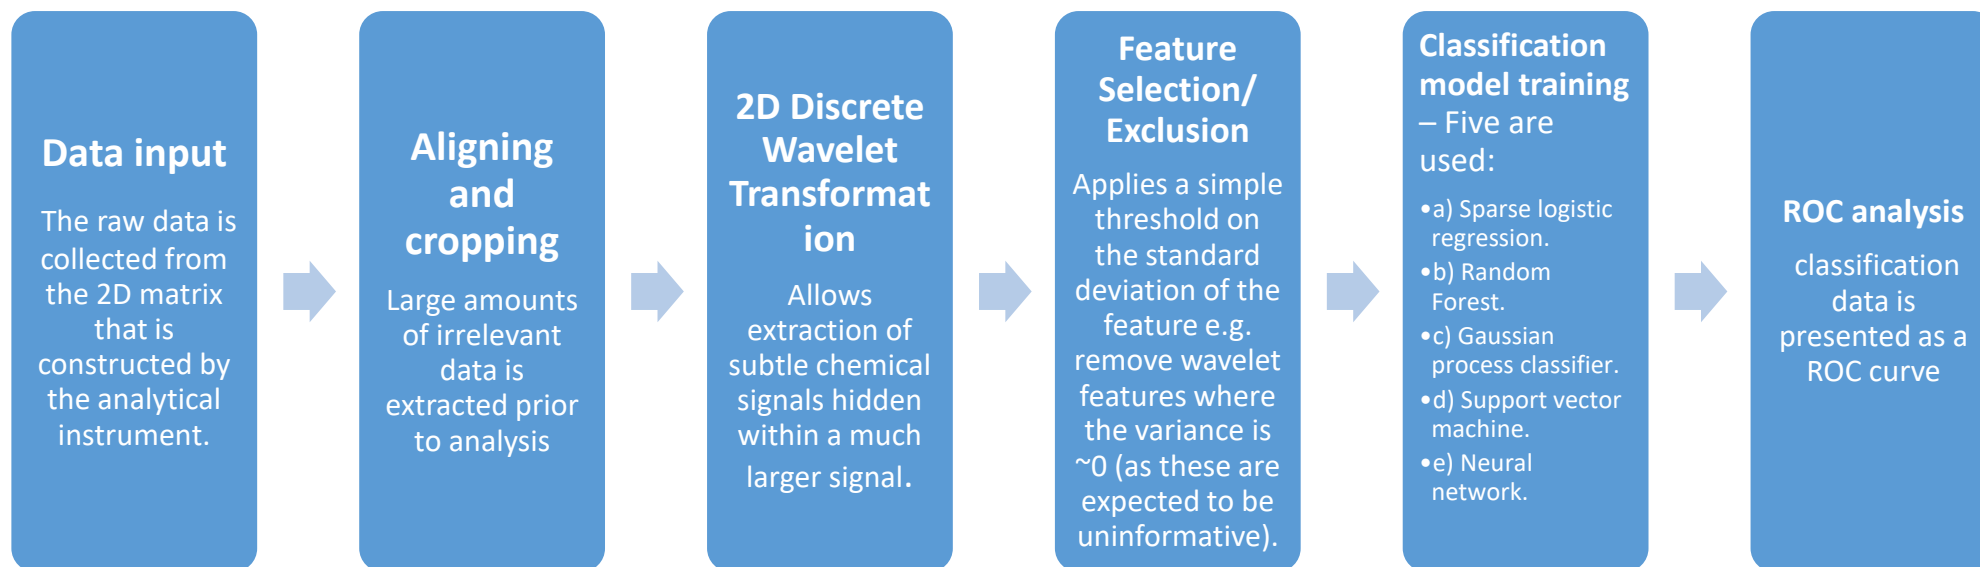 Data input
The raw data is
collected from
the 2D matrix
that is
constructed by
the analytical
instrument.
Aligning
and
cropping
Large amounts
of irrelevant
data is
extracted prior
to analysis
2D Discrete
Wavelet
Transformat
ion
Allows
extraction of
subtle chemical
signals hidden
within a much
larger signal.
Feature
Selection/
Exclusion
Applies a simple
threshold on
the standard
deviation of the
feature e.g.
remove wavelet
features where
the variance is
~0 (as these are
expected to be
uninformative).
Classification
model training
– Five are
used:
•a) Sparse logistic
regression.
•b) Random
Forest.
•c) Gaussian
process classifier.
•d) Support vector
machine.
•e) Neural
network.
ROC analysis
classification
data is
presented as a
ROC curve